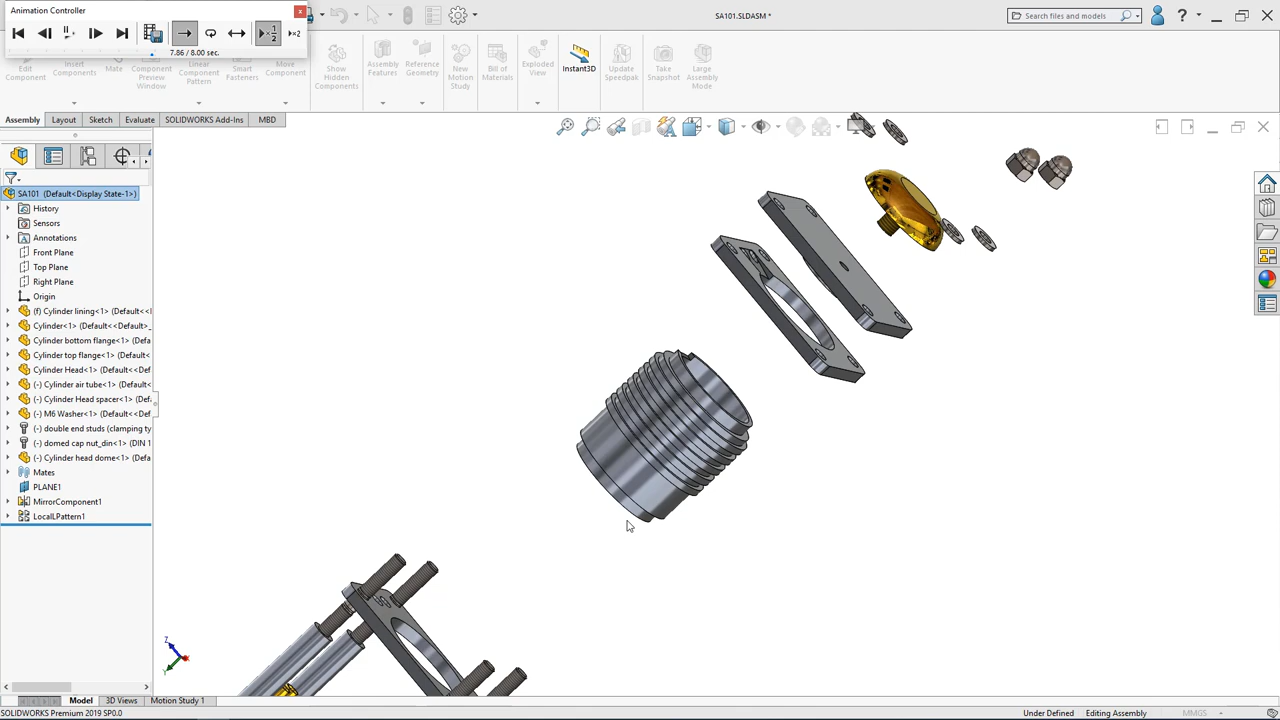 Animation Controller
7.86 / 8.00 sec.
SA101.SLDASM *
Search files and models
Edit Component
Insert Components
Mate
Component Preview Window
Linear Component Pattern
Smart Fasteners
Move Component
Show Hidden Components
Assembly Features
Reference Geometry
New Motion Study
Bill of Materials
Exploded View
Instant3D
Update Speedpak
Take Snapshot
Large Assembly Mode
Assembly
Layout
Sketch
Evaluate
SOLIDWORKS Add-Ins
MBD
SA101 (Default<Display State-1>)
History
Sensors
Annotations
Front Plane
Top Plane
Right Plane
Origin
(f) Cylinder lining<1> (Default<<Def
Cylinder<1> (Default<<Default>_
Cylinder bottom flange<1> (Default
Cylinder top flange<1> (Default<<D
Cylinder Head<1> (Default<<Def
(-) Cylinder air tube<1> (Default<<
(-) Cylinder Head spacer<1> (Def
(-) M6 Washer<1> (Default<<Def
(-) double end studs (clamping ty
(-) domed cap nut_din<1> (DIN 1
(-) Cylinder head dome<1> (Defa
Mates
PLANE1
MirrorComponent1
LocalLPattern1
Z
Y
Model
3D Views
Motion Study 1
SOLIDWORKS Premium 2019 SP0.0
Under Defined
Editing Assembly
MMGS